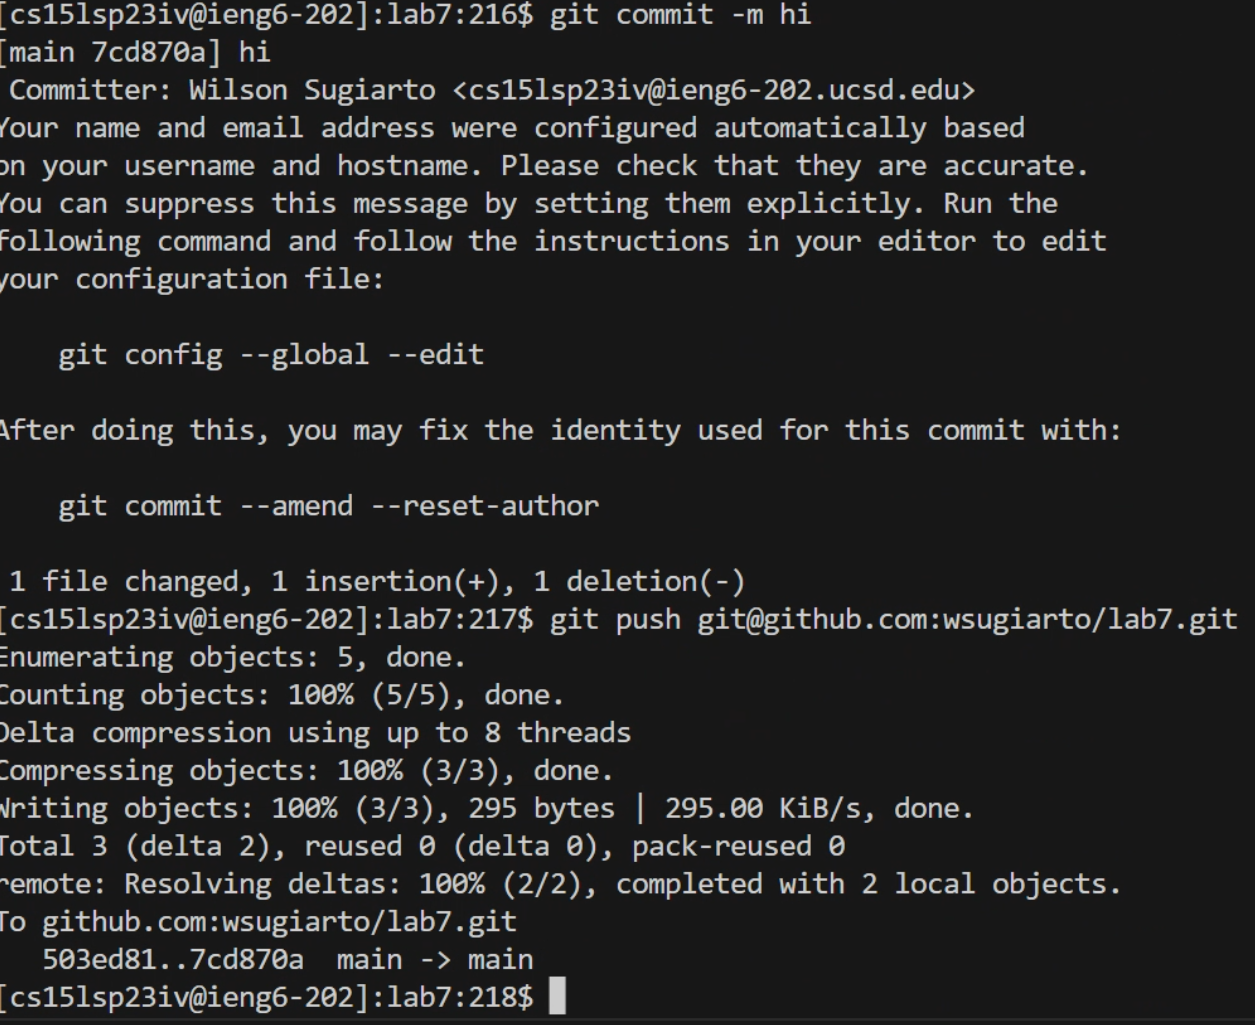 [cs15lsp23iv@ieng6-202]:lab7:216$ git commit -m hi
[main 7cd870a] hi
 Committer: Wilson Sugiarto <cs15lsp23iv@ieng6-202.ucsd.edu>
Your name and email address were configured automatically based
on your username and hostname. Please check that they are accurate.
You can suppress this message by setting them explicitly. Run the
following command and follow the instructions in your editor to edit
your configuration file:

    git config --global --edit

After doing this, you may fix the identity used for this commit with:

    git commit --amend --reset-author

 1 file changed, 1 insertion(+), 1 deletion(-)
[cs15lsp23iv@ieng6-202]:lab7:217$ git push git@github.com:wsugiarto/lab7.git
Enumerating objects: 5, done.
Counting objects: 100% (5/5), done.
Delta compression using up to 8 threads
Compressing objects: 100% (3/3), done.
Writing objects: 100% (3/3), 295 bytes | 295.00 KiB/s, done.
Total 3 (delta 2), reused 0 (delta 0), pack-reused 0
remote: Resolving deltas: 100% (2/2), completed with 2 local objects.
To github.com:wsugiarto/lab7.git
   503ed81..7cd870a  main -> main
[cs15lsp23iv@ieng6-202]:lab7:218$